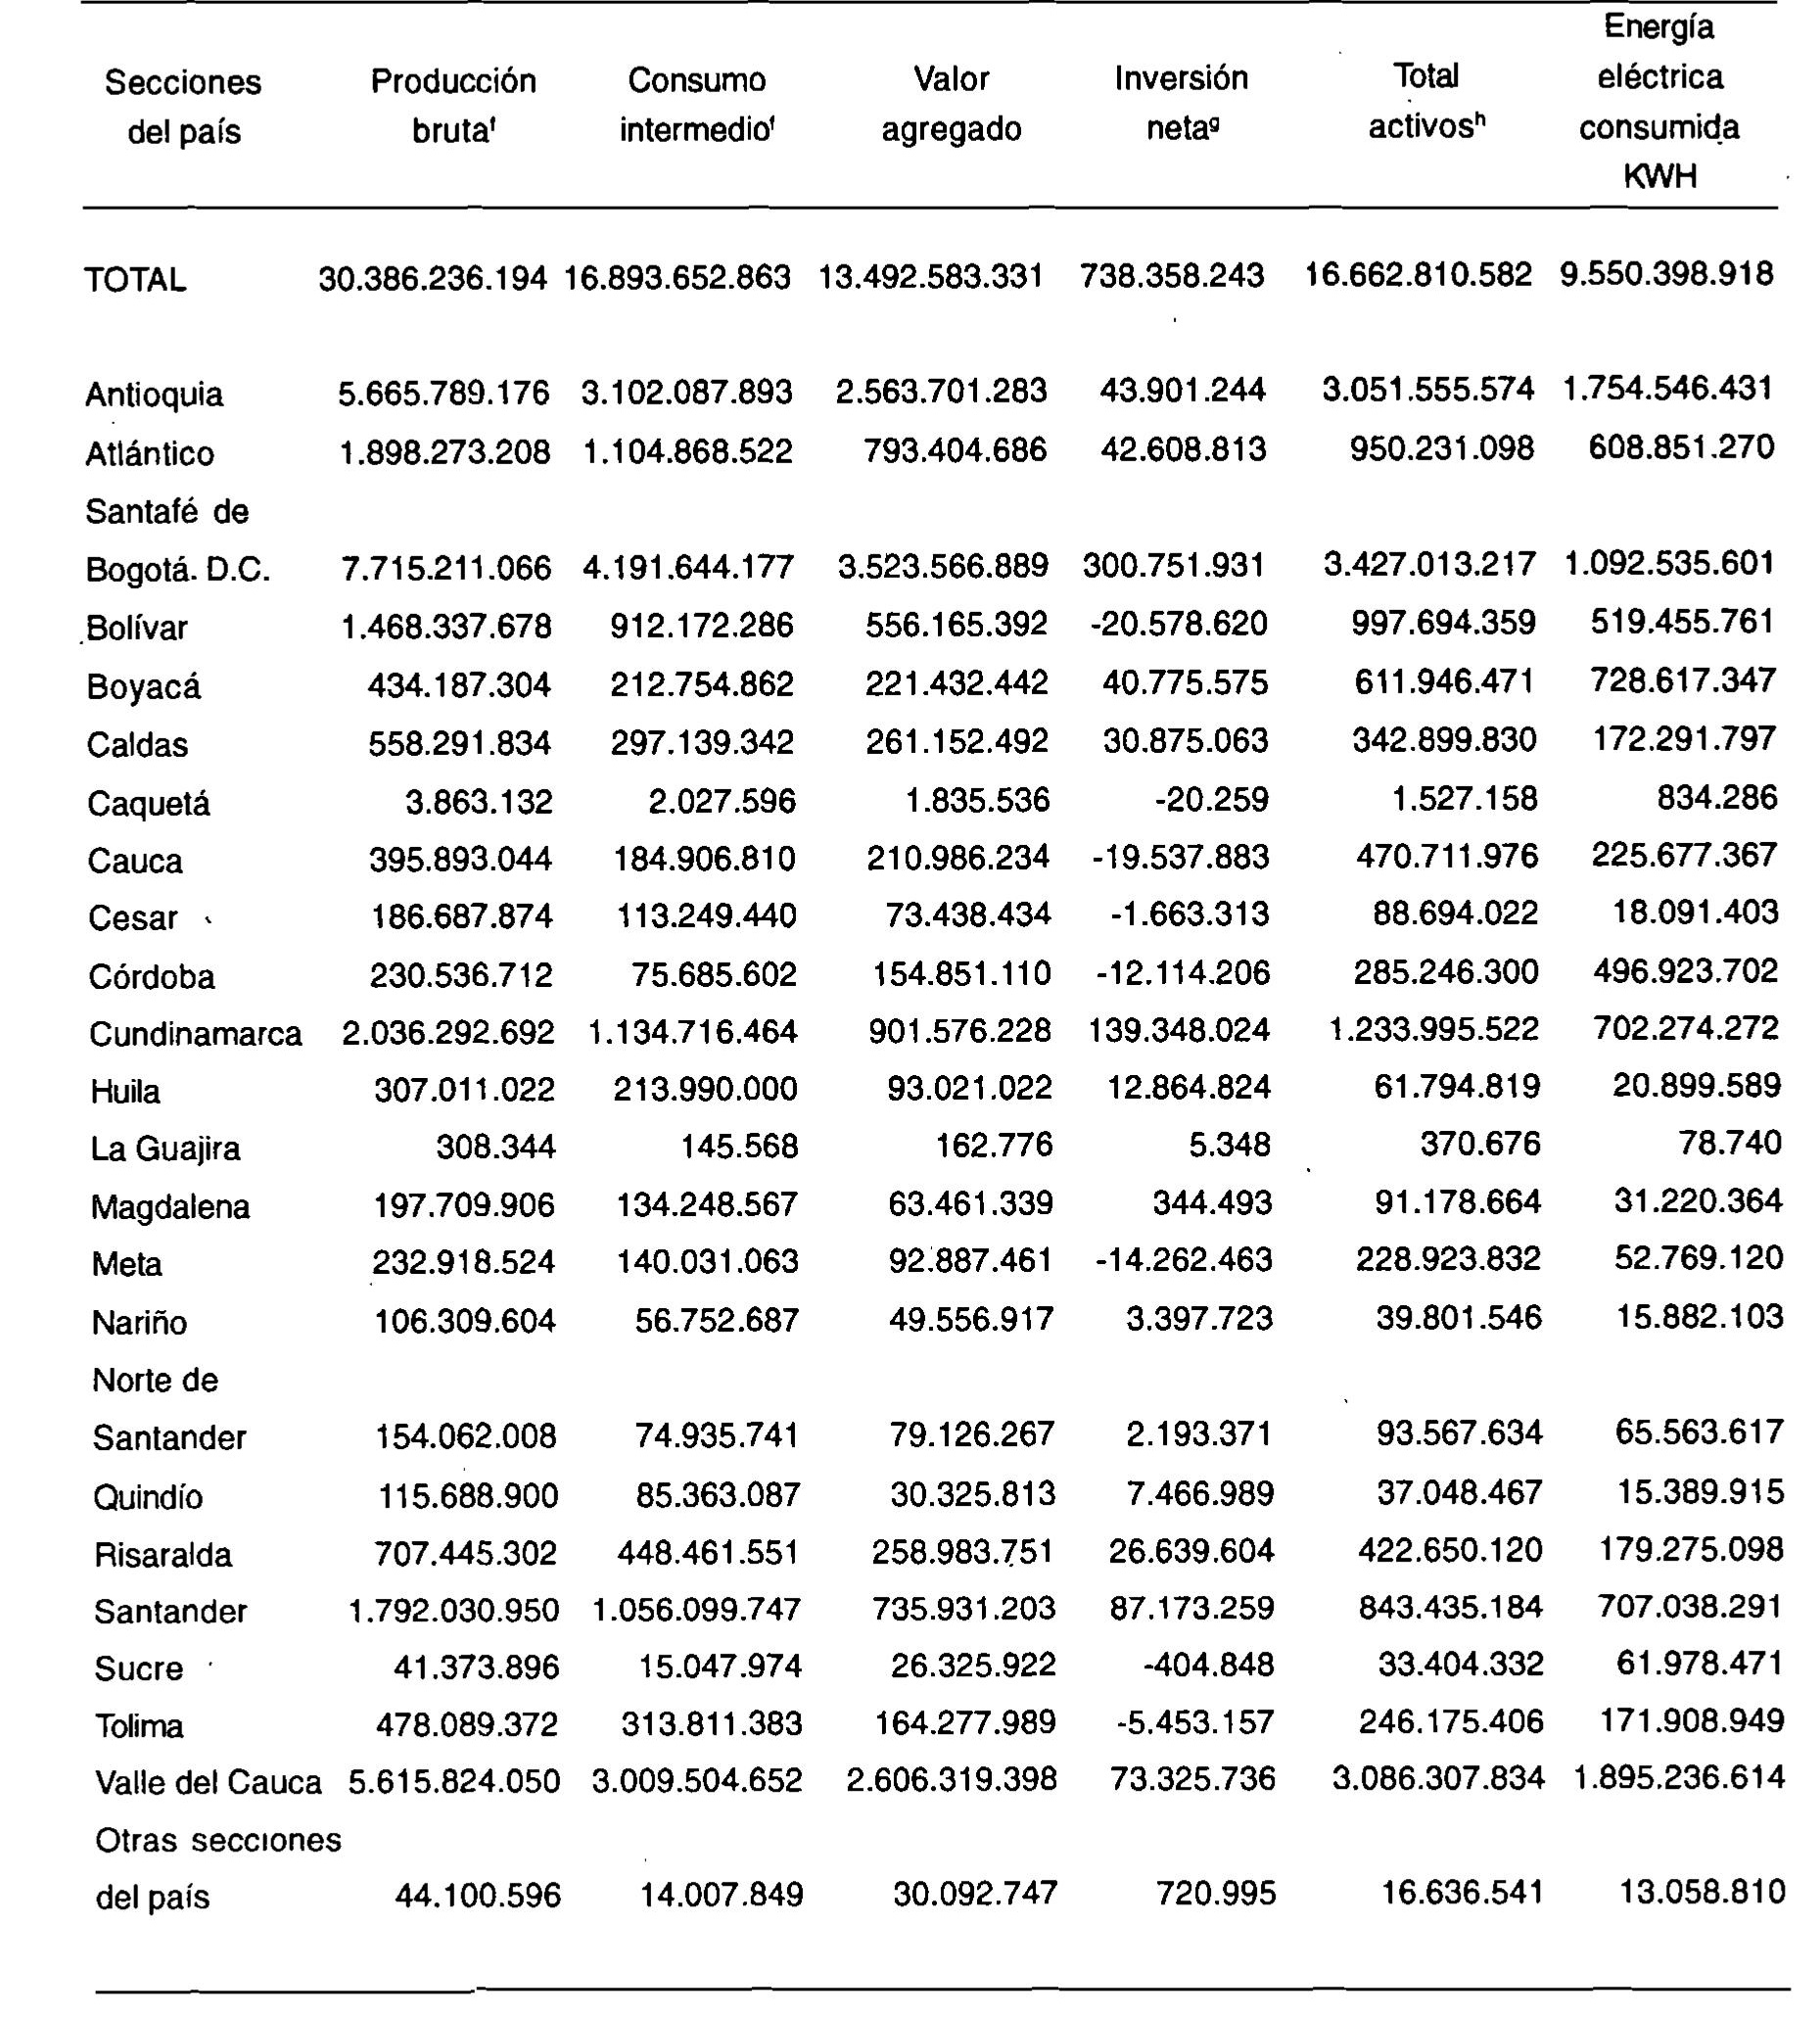 Energía
Secciones Producción Consumo Valor Inversión Total eléctrica
del país brutaᶠ intermedioᶠ agregado netaᵍ activosʰ consumida
KWH
TOTAL 30.386.236.194 16.893.652.863 13.492.583.331 738.358.243 16.662.810.582 9.550.398.918
Antioquia 5.665.789.176 3.102.087.893 2.563.701.283 43.901.244 3.051.555.574 1.754.546.431
Atlántico 1.898.273.208 1.104.868.522 793.404.686 42.608.813 950.231.098 608.851.270
Santafé de
Bogotá. D.C. 7.715.211.066 4.191.644.177 3.523.566.889 300.751.931 3.427.013.217 1.092.535.601
Bolívar 1.468.337.678 912.172.286 556.165.392 -20.578.620 997.694.359 519.455.761
Boyacá 434.187.304 212.754.862 221.432.442 40.775.575 611.946.471 728.617.347
Caldas 558.291.834 297.139.342 261.152.492 30.875.063 342.899.830 172.291.797
Caquetá 3.863.132 2.027.596 1.835.536 -20.259 1.527.158 834.286
Cauca 395.893.044 184.906.810 210.986.234 -19.537.883 470.711.976 225.677.367
Cesar 186.687.874 113.249.440 73.438.434 -1.663.313 88.694.022 18.091.403
Córdoba 230.536.712 75.685.602 154.851.110 -12.114.206 285.246.300 496.923.702
Cundinamarca 2.036.292.692 1.134.716.464 901.576.228 139.348.024 1.233.995.522 702.274.272
Huila 307.011.022 213.990.000 93.021.022 12.864.824 61.794.819 20.899.589
La Guajira 308.344 145.568 162.776 5.348 370.676 78.740
Magdalena 197.709.906 134.248.567 63.461.339 344.493 91.178.664 31.220.364
Meta 232.918.524 140.031.063 92.887.461 -14.262.463 228.923.832 52.769.120
Nariño 106.309.604 56.752.687 49.556.917 3.397.723 39.801.546 15.882.103
Norte de
Santander 154.062.008 74.935.741 79.126.267 2.193.371 93.567.634 65.563.617
Quindío 115.688.900 85.363.087 30.325.813 7.466.989 37.048.467 15.389.915
Risaralda 707.445.302 448.461.551 258.983.751 26.639.604 422.650.120 179.275.098
Santander 1.792.030.950 1.056.099.747 735.931.203 87.173.259 843.435.184 707.038.291
Sucre 41.373.896 15.047.974 26.325.922 -404.848 33.404.332 61.978.471
Tolima 478.089.372 313.811.383 164.277.989 -5.453.157 246.175.406 171.908.949
Valle del Cauca 5.615.824.050 3.009.504.652 2.606.319.398 73.325.736 3.086.307.834 1.895.236.614
Otras secciones
del país 44.100.596 14.007.849 30.092.747 720.995 16.636.541 13.058.810